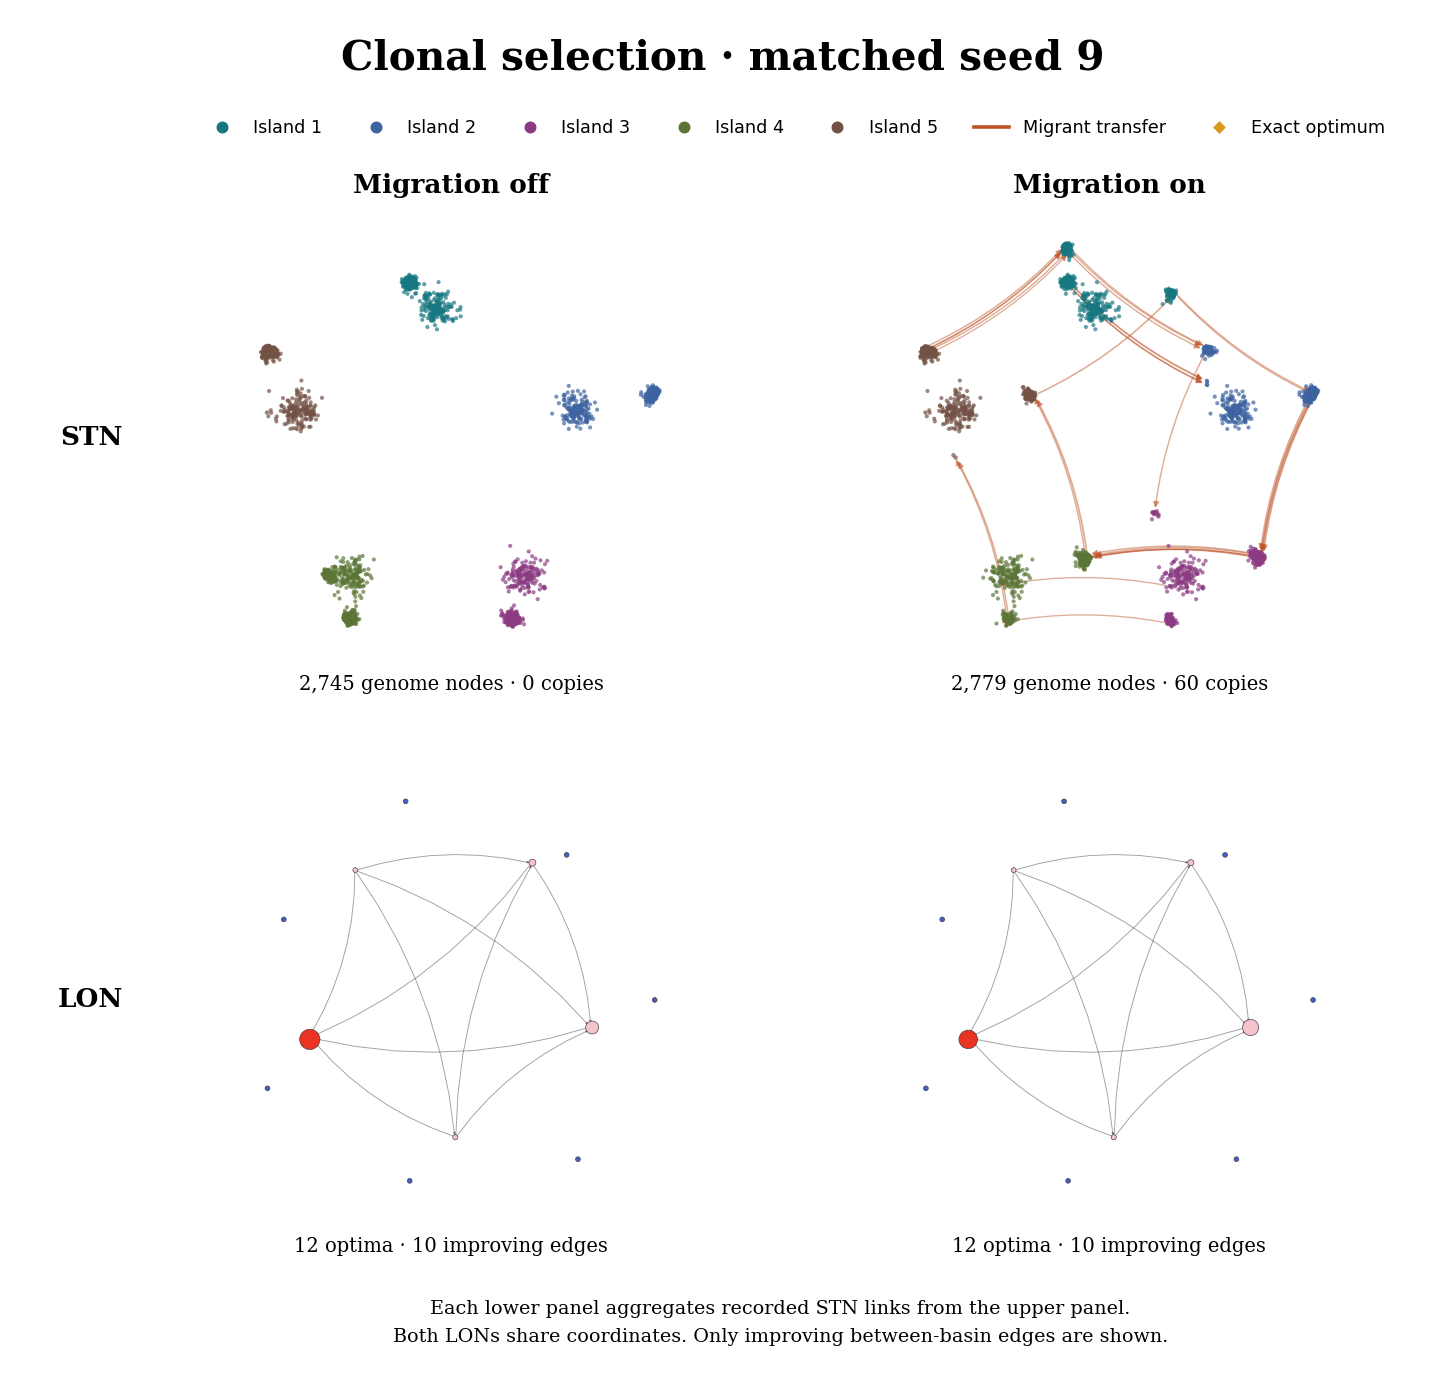 Clonal selection · matched seed 9
Island 1 Island 2 Island 3 Island 4 Island 5 Migrant transfer Exact optimum
Migration off Migration on
STN
2,745 genome nodes · 0 copies 2,779 genome nodes · 60 copies
LON
12 optima · 10 improving edges 12 optima · 10 improving edges
Each lower panel aggregates recorded STN links from the upper panel.
Both LONs share coordinates. Only improving between-basin edges are shown.